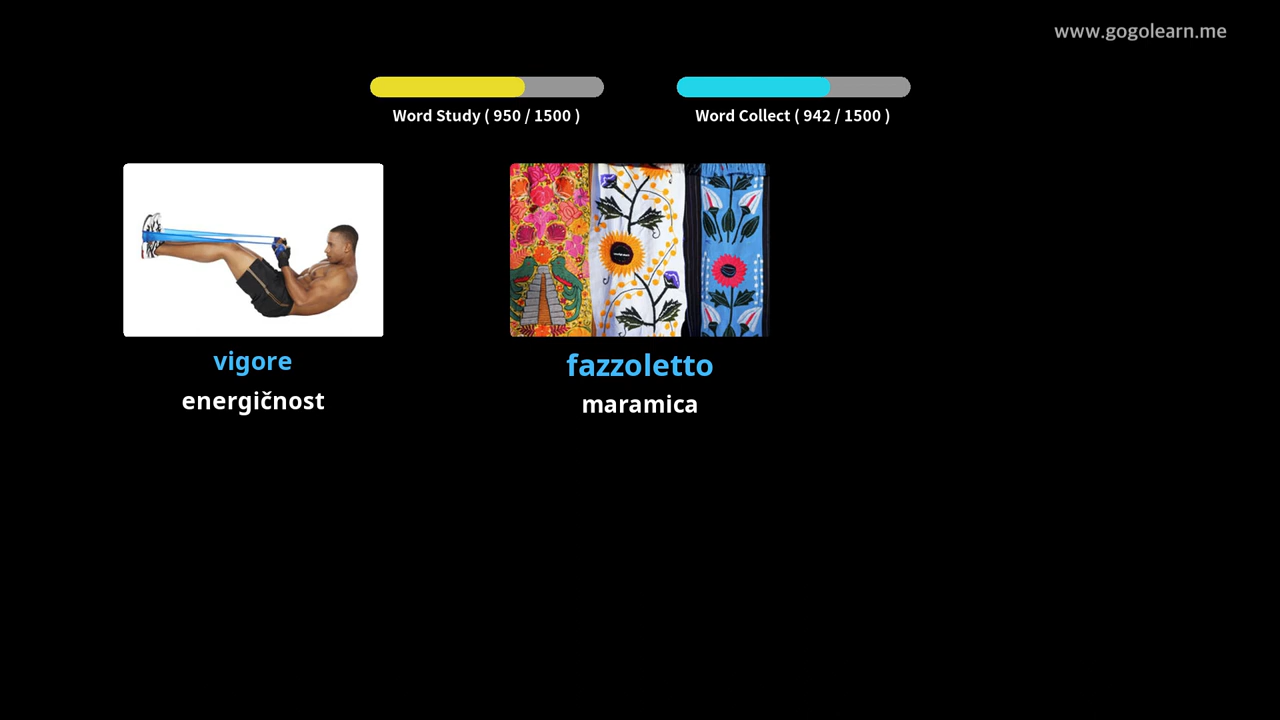 www.gogolearn.me
Word Study ( 950 / 1500 )
Word Collect ( 942 / 1500 )
vigore
energičnost
fazzoletto
maramica